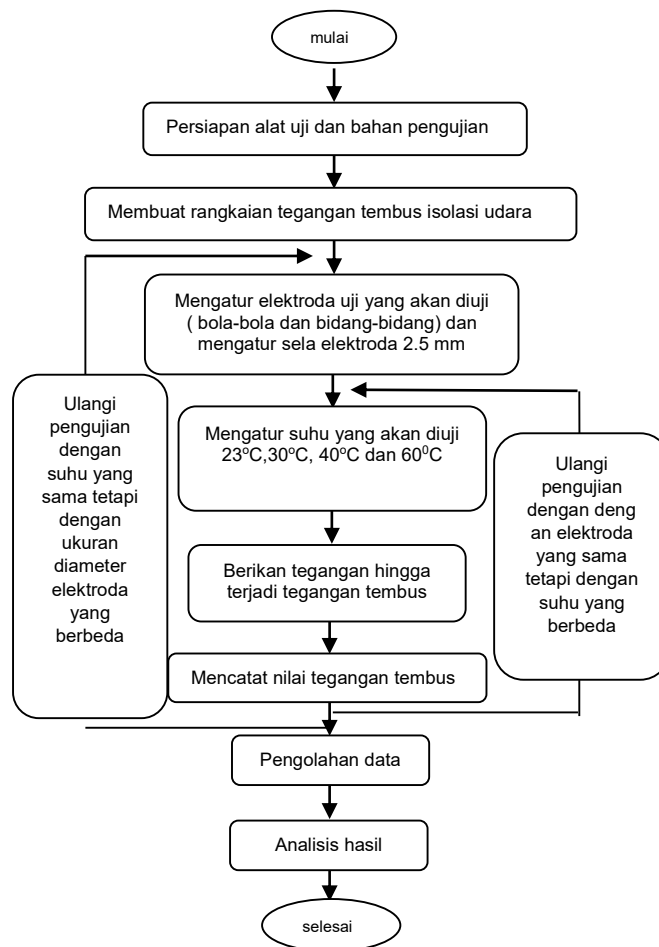 mulai
Persiapan alat uji dan bahan pengujian
Membuat rangkaian tegangan tembus isolasi udara
Mengatur elektroda uji yang akan diuji
( bola-bola dan bidang-bidang) dan
mengatur sela elektroda 2.5 mm
Ulangi
pengujian
dengan
suhu yang
sama tetapi
dengan
ukuran
diameter
elektroda
yang
berbeda
Mengatur suhu yang akan diuji
23ºC,30ºC, 40ºC dan 60⁰C
Ulangi
pengujian
dengan deng
an elektroda
yang sama
tetapi dengan
suhu yang
berbeda
Berikan tegangan hingga
terjadi tegangan tembus
Mencatat nilai tegangan tembus
Pengolahan data
Analisis hasil
selesai